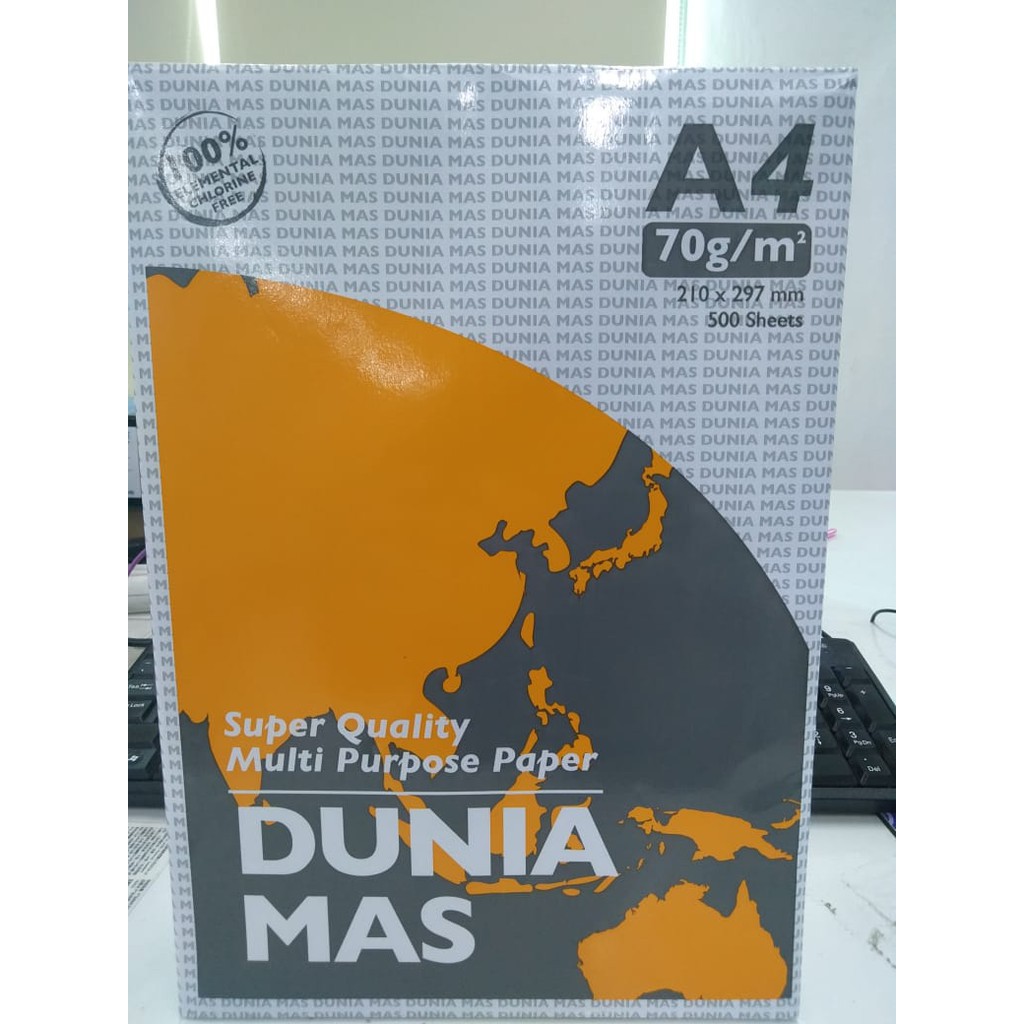 100%
ELEMENTAL
CHLORINE
FREE
A4
70g/m²
210 x 297 mm
500 Sheets
Super Quality
Multi Purpose Paper
DUNIA
MAS